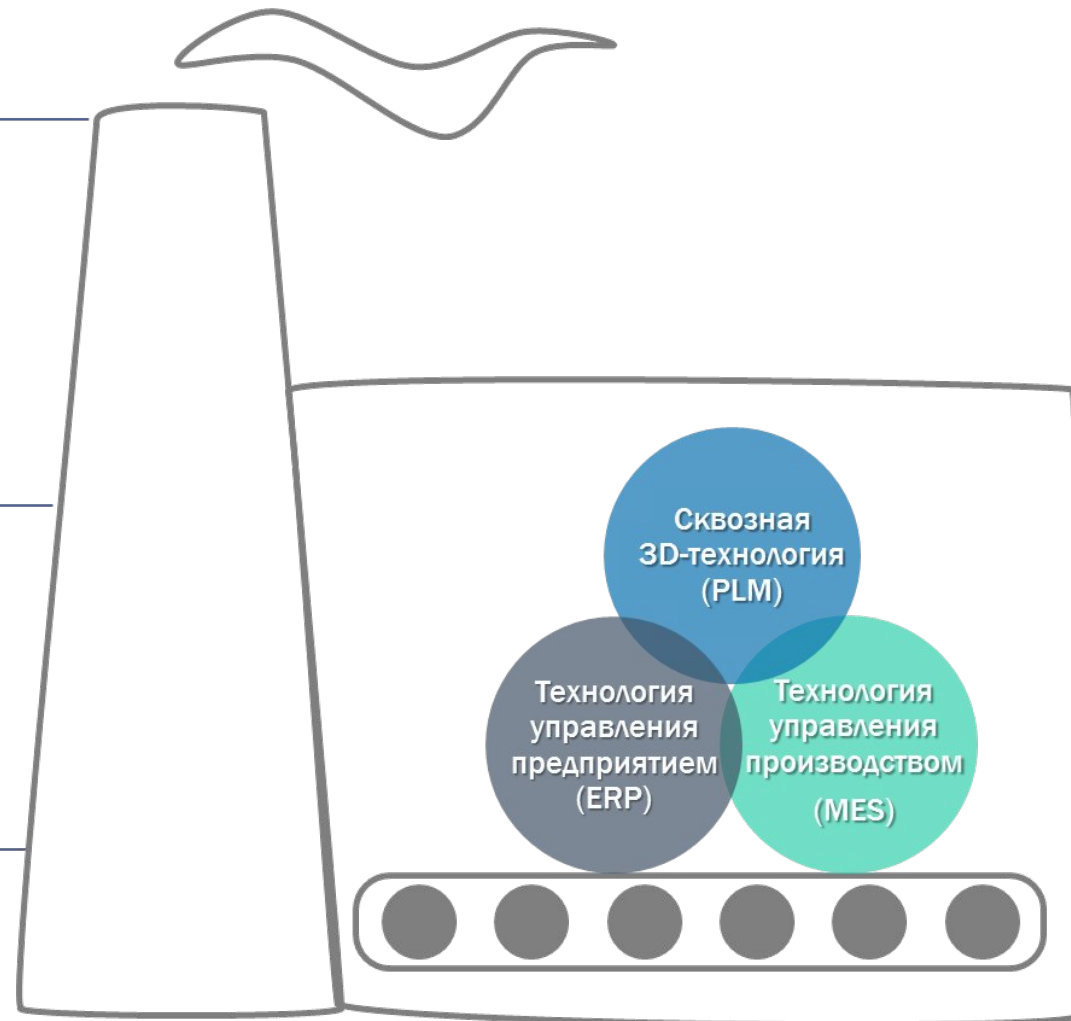 Сквозная
3D-технология
(PLM)
Технология
управления
предприятием
(ERP)
Технология
управления
производством
(MES)